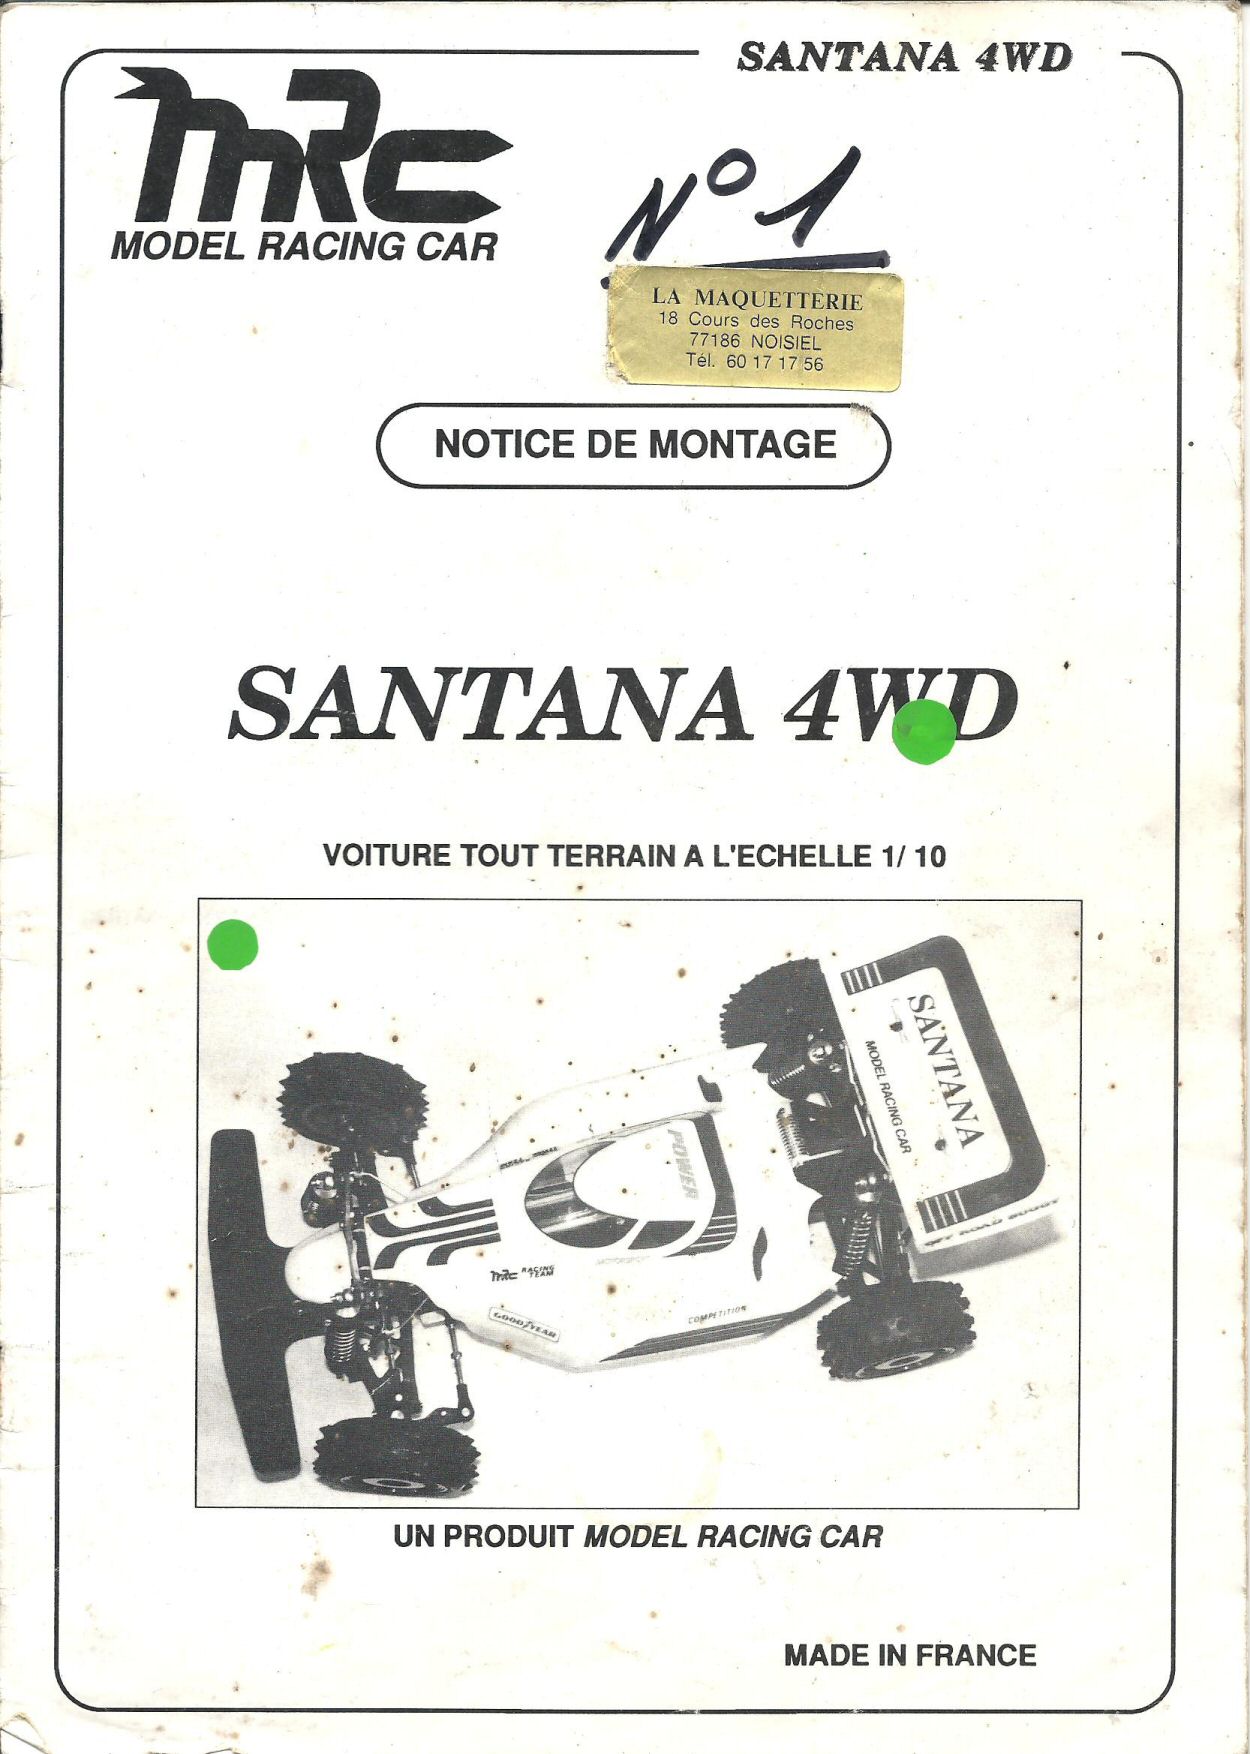 SANTANA 4WD
mRc
MODEL RACING CAR
N° 1
LA MAQUETTERIE
18 Cours des Roches
77186 NOISIEL
Tél. 60 17 17 56
NOTICE DE MONTAGE
SANTANA 4WD
VOITURE TOUT TERRAIN A L'ECHELLE 1/ 10
SANTANA
MODEL RACING CAR
POWER
mRc RACING TEAM
GOODYEAR
COMPETITION
UN PRODUIT MODEL RACING CAR
MADE IN FRANCE